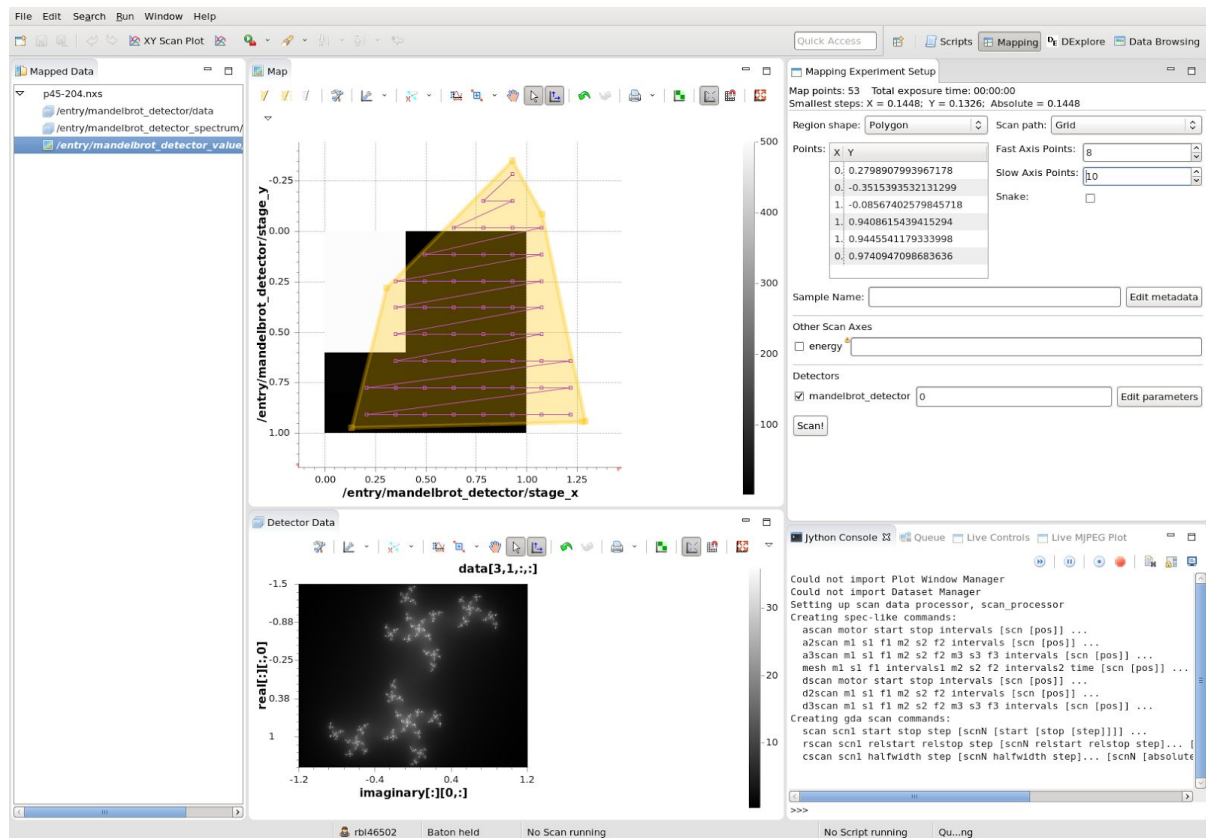 File Edit Search Run Window Help
XY Scan Plot
Quick Access
Scripts
Mapping
DExplore
Data Browsing
Mapped Data
p45-204.nxs
/entry/mandelbrot_detector/data
/entry/mandelbrot_detector_spectrum/
/entry/mandelbrot_detector_value
Map
500
400
300
200
100
-0.25
0.00
0.25
0.50
0.75
1.00
/entry/mandelbrot_detector/stage_y
0.00 0.25 0.50 0.75 1.00 1.25
/entry/mandelbrot_detector/stage_x
Detector Data
data[3,1,:,:]
-1.5
-0.88
-0.25
0.38
1
real[:][:,0]
30
20
10
-1.2 -0.4 0.4 1.2
imaginary[:][0,:]
Mapping Experiment Setup
Map points: 53 Total exposure time: 00:00:00
Smallest steps: X = 0.1448; Y = 0.1326; Absolute = 0.1448
Region shape: Polygon
Scan path: Grid
Points:
X Y
0. 0.2798907993967178
0. -0.3515393532131299
1. -0.08567402579845718
1. 0.9408615439415294
1. 0.9445541179333998
0. 0.9740947098683636
Fast Axis Points: 8
Slow Axis Points: 10
Snake:
Sample Name:
Edit metadata
Other Scan Axes
energy
Detectors
mandelbrot_detector 0
Edit parameters
Scan!
Jython Console
Queue
Live Controls
Live MJPEG Plot
Could not import Plot Window Manager
Could not import Dataset Manager
Setting up scan data processor, scan_processor
Creating spec-like commands:
ascan motor start stop intervals [scn [pos]] ...
a2scan m1 s1 f1 m2 s2 f2 intervals [scn [pos]] ...
a3scan m1 s1 f1 m2 s2 f2 m3 s3 f3 intervals [scn [pos]] ...
mesh m1 s1 f1 intervals1 m2 s2 f2 intervals2 time [scn [pos]] ...
dscan motor start stop intervals [scn [pos]] ...
d2scan m1 s1 f1 m2 s2 f2 intervals [scn [pos]] ...
d3scan m1 s1 f1 m2 s2 f2 m3 s3 f3 intervals [scn [pos]] ...
Creating gda scan commands:
scan scn1 start stop step [scnN [start [stop [step]]]] ...
rscan scn1 relstart relstop step [scnN relstart relstop step]... [
cscan scn1 halfwidth step [scnN halfwidth step]... [scnN [absolute
>>>
rbl46502
Baton held
No Scan running
No Script running
Qu...ng